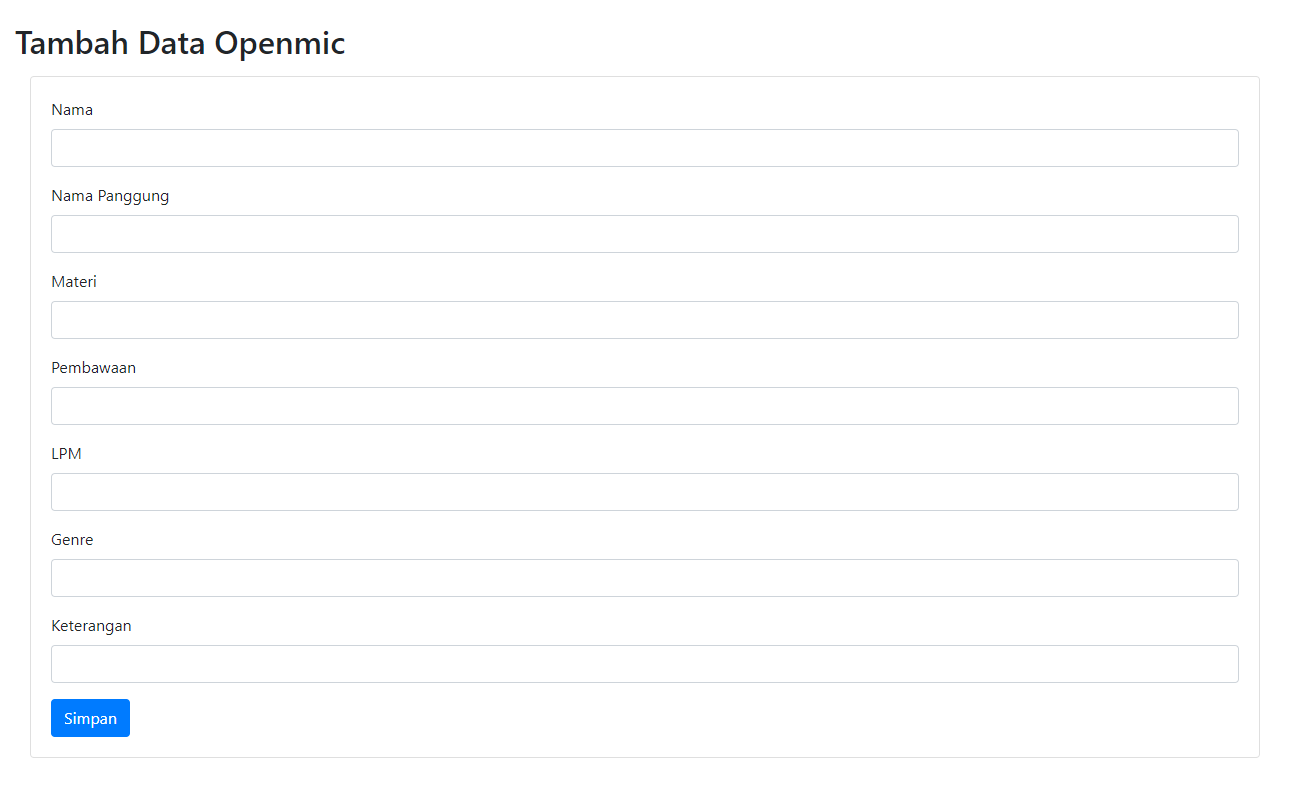 Tambah Data Openmic
Nama
Nama Panggung
Materi
Pembawaan
LPM
Genre
Keterangan
Simpan